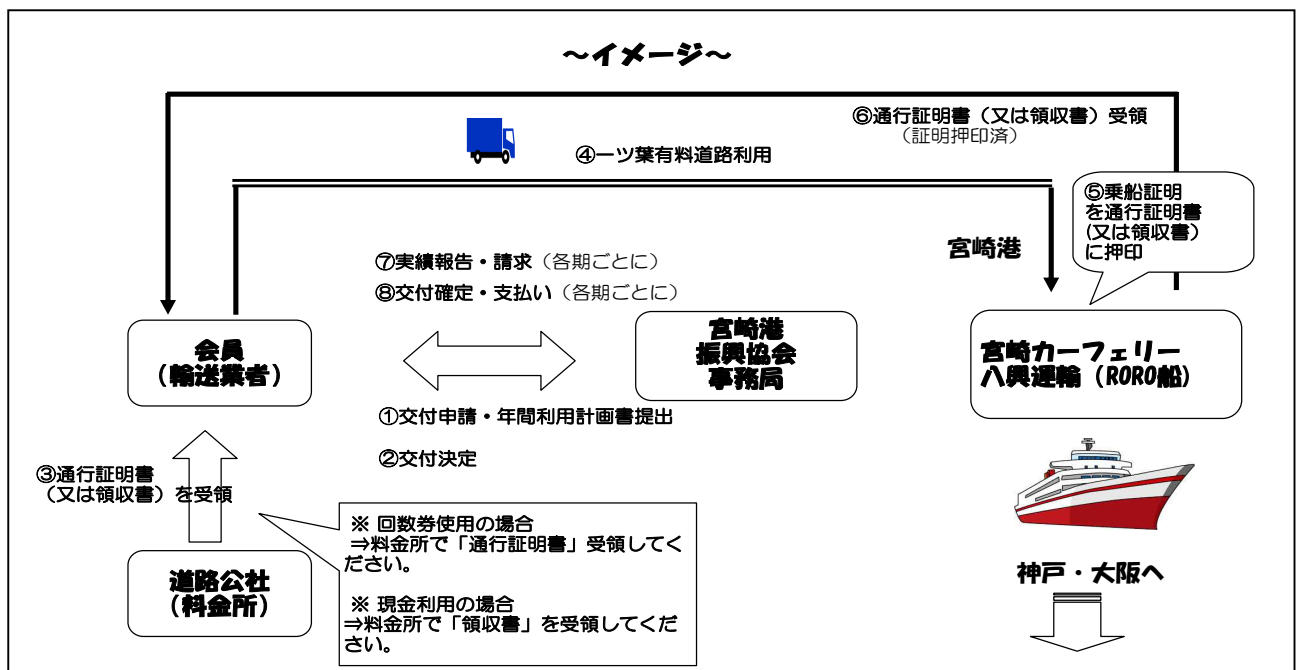 ～イメージ～
⑥通行証明書（又は領収書）受領
（証明押印済）
④一ツ葉有料道路利用
⑤乗船証明
を通行証明書
(又は領収書）
に押印
宮崎港
⑦実績報告・請求（各期ごとに）
⑧交付確定・支払い（各期ごとに）
会員
（輸送業者）
宮崎港
振興協会
事務局
宮崎カーフェリー
八興運輸（RORO船）
①交付申請・年間利用計画書提出
②交付決定
③通行証明書
（又は領収書）を受領
※ 回数券使用の場合
⇒料金所で「通行証明書」受領してく
ださい。
※ 現金利用の場合
⇒料金所で「領収書」を受領してくだ
さい。
道路公社
（料金所）
神戸・大阪へ